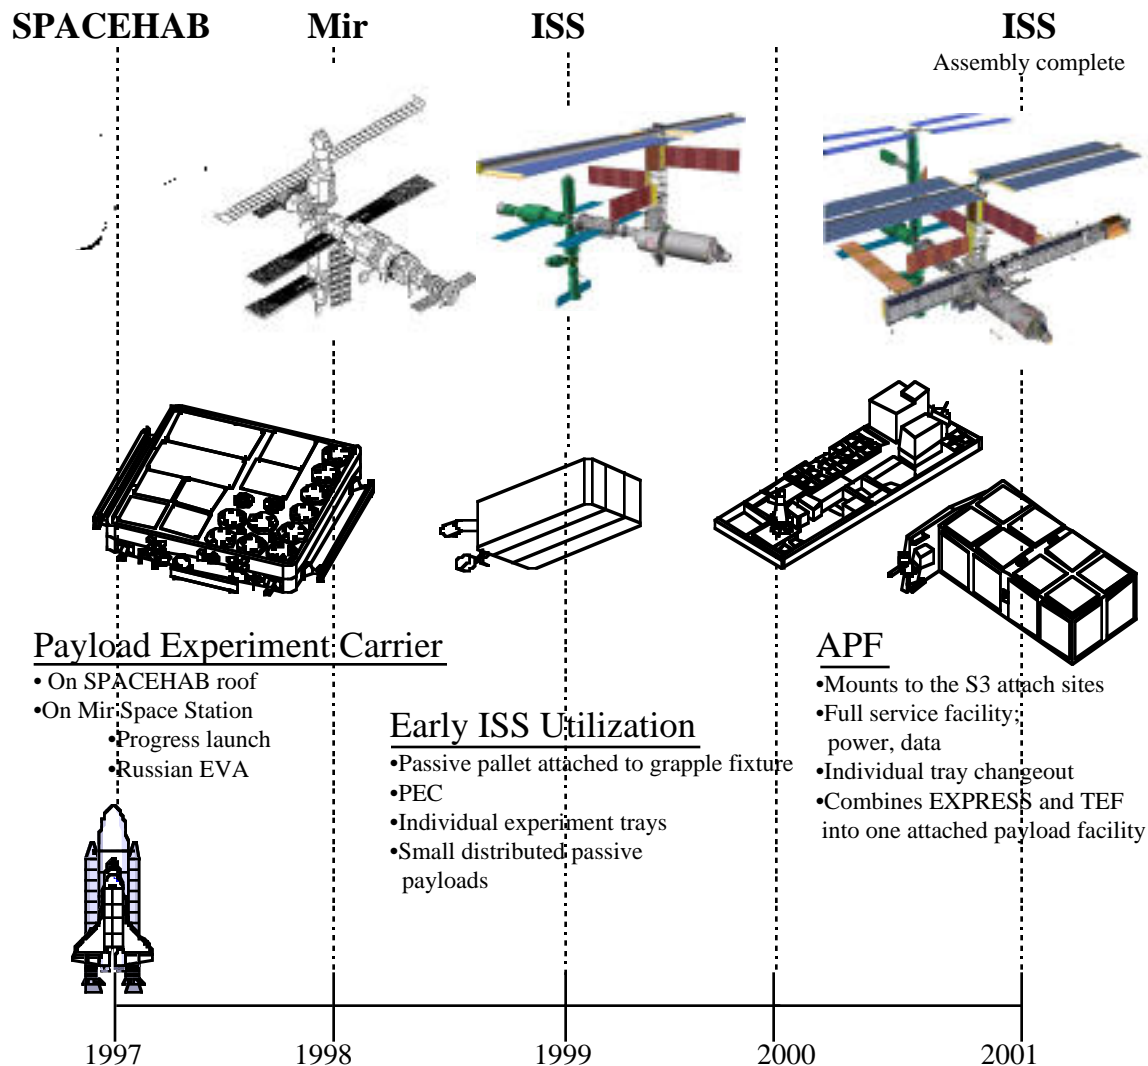 SPACEHAB Mir ISS ISS
Assembly complete
Payload Experiment Carrier
• On SPACEHAB roof
•On Mir Space Station
•Progress launch
•Russian EVA
Early ISS Utilization
•Passive pallet attached to grapple fixture
•PEC
•Individual experiment trays
•Small distributed passive
payloads
APF
•Mounts to the S3 attach sites
•Full service facility;
power, data
•Individual tray changeout
•Combines EXPRESS and TEF
into one attached payload facility
1997 1998 1999 2000 2001